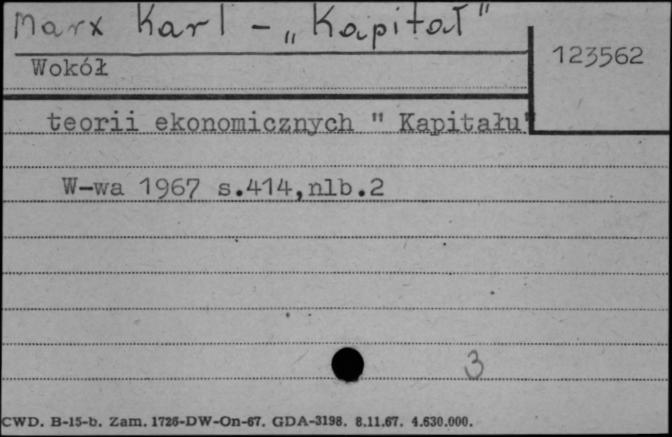 Marx Karl - „Kapitał"
123562
Wokół
teorii ekonomicznych " Kapitału"
W-wa 1967 s.414,nlb.2
3
CWD. B-15-b. Zam. 1726-DW-On-67. GDA-3198. 8.11.67. 4.630.000.